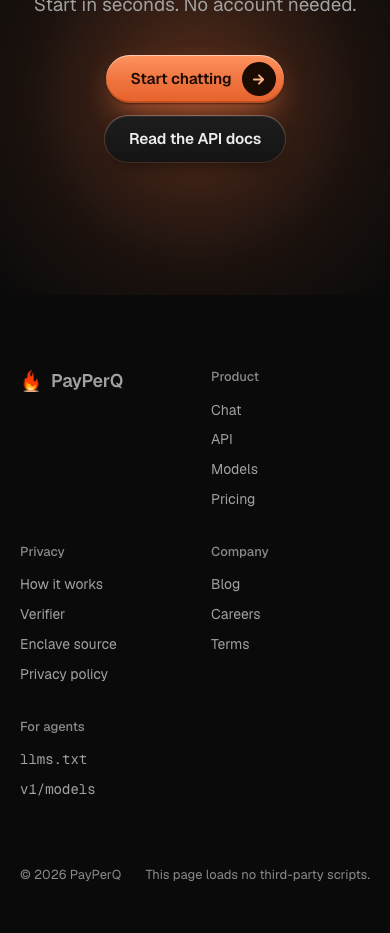 Start in seconds. No account needed.
Start chatting →
Read the API docs
PayPerQ
Product
Chat
API
Models
Pricing
Privacy
How it works
Verifier
Enclave source
Privacy policy
Company
Blog
Careers
Terms
For agents
llms.txt
v1/models
© 2026 PayPerQ
This page loads no third-party scripts.